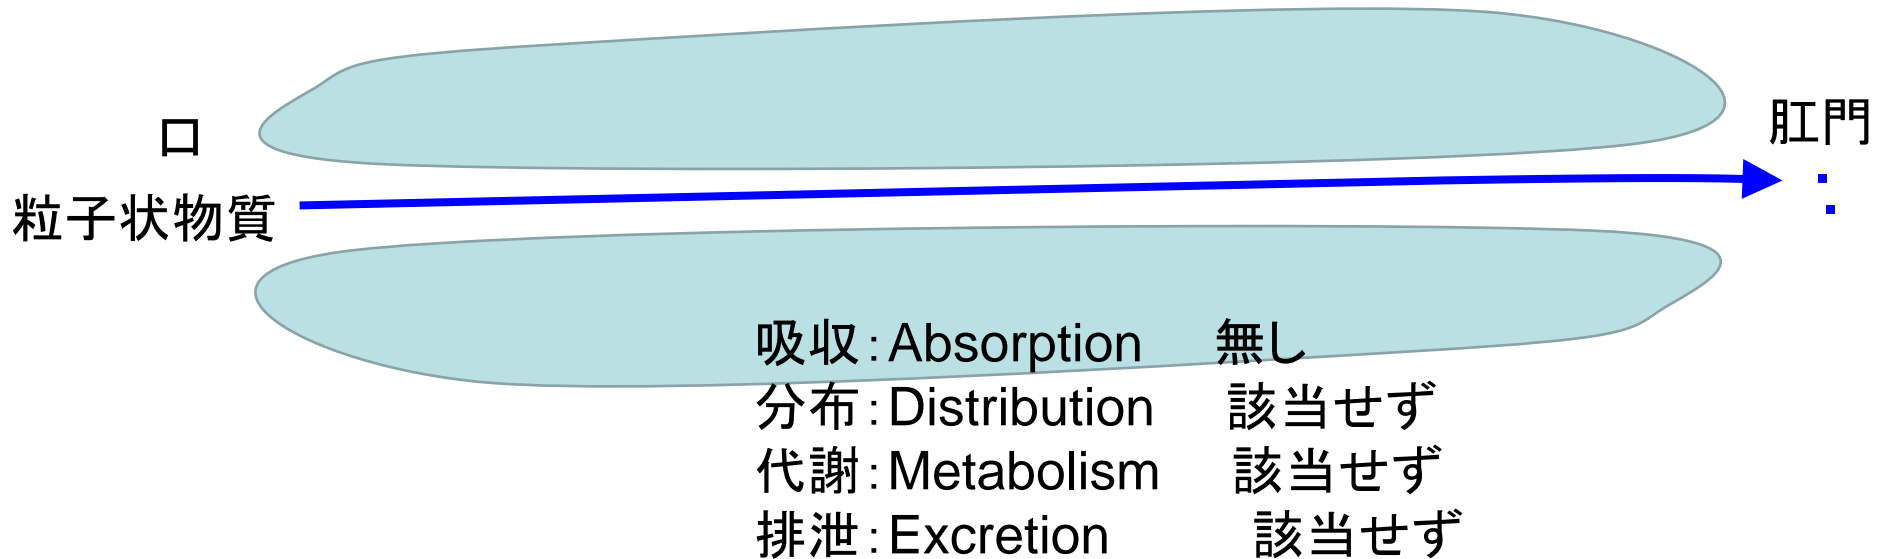 口
肛門
粒子状物質
吸収：Absorption 無し
分布：Distribution 該当せず
代謝：Metabolism 該当せず
排泄：Excretion 該当せず